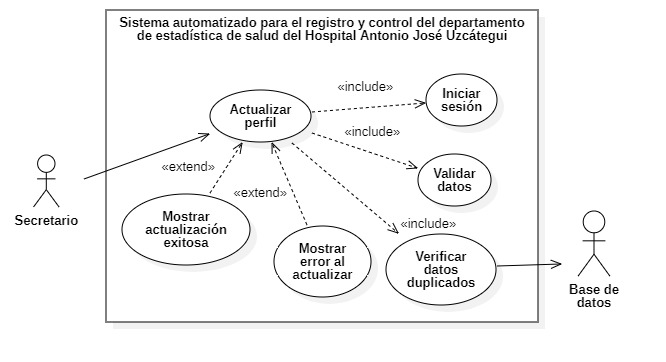 Sistema automatizado para el registro y control del departamento
de estadística de salud del Hospital Antonio José Uzcátegui
Actualizar
perfil
«include»
Iniciar
sesión
«include»
Validar
datos
«extend»
«extend»
Secretario
Mostrar
actualización
exitosa
«include»
Mostrar
error al
actualizar
Verificar
datos
duplicados
Base de
datos